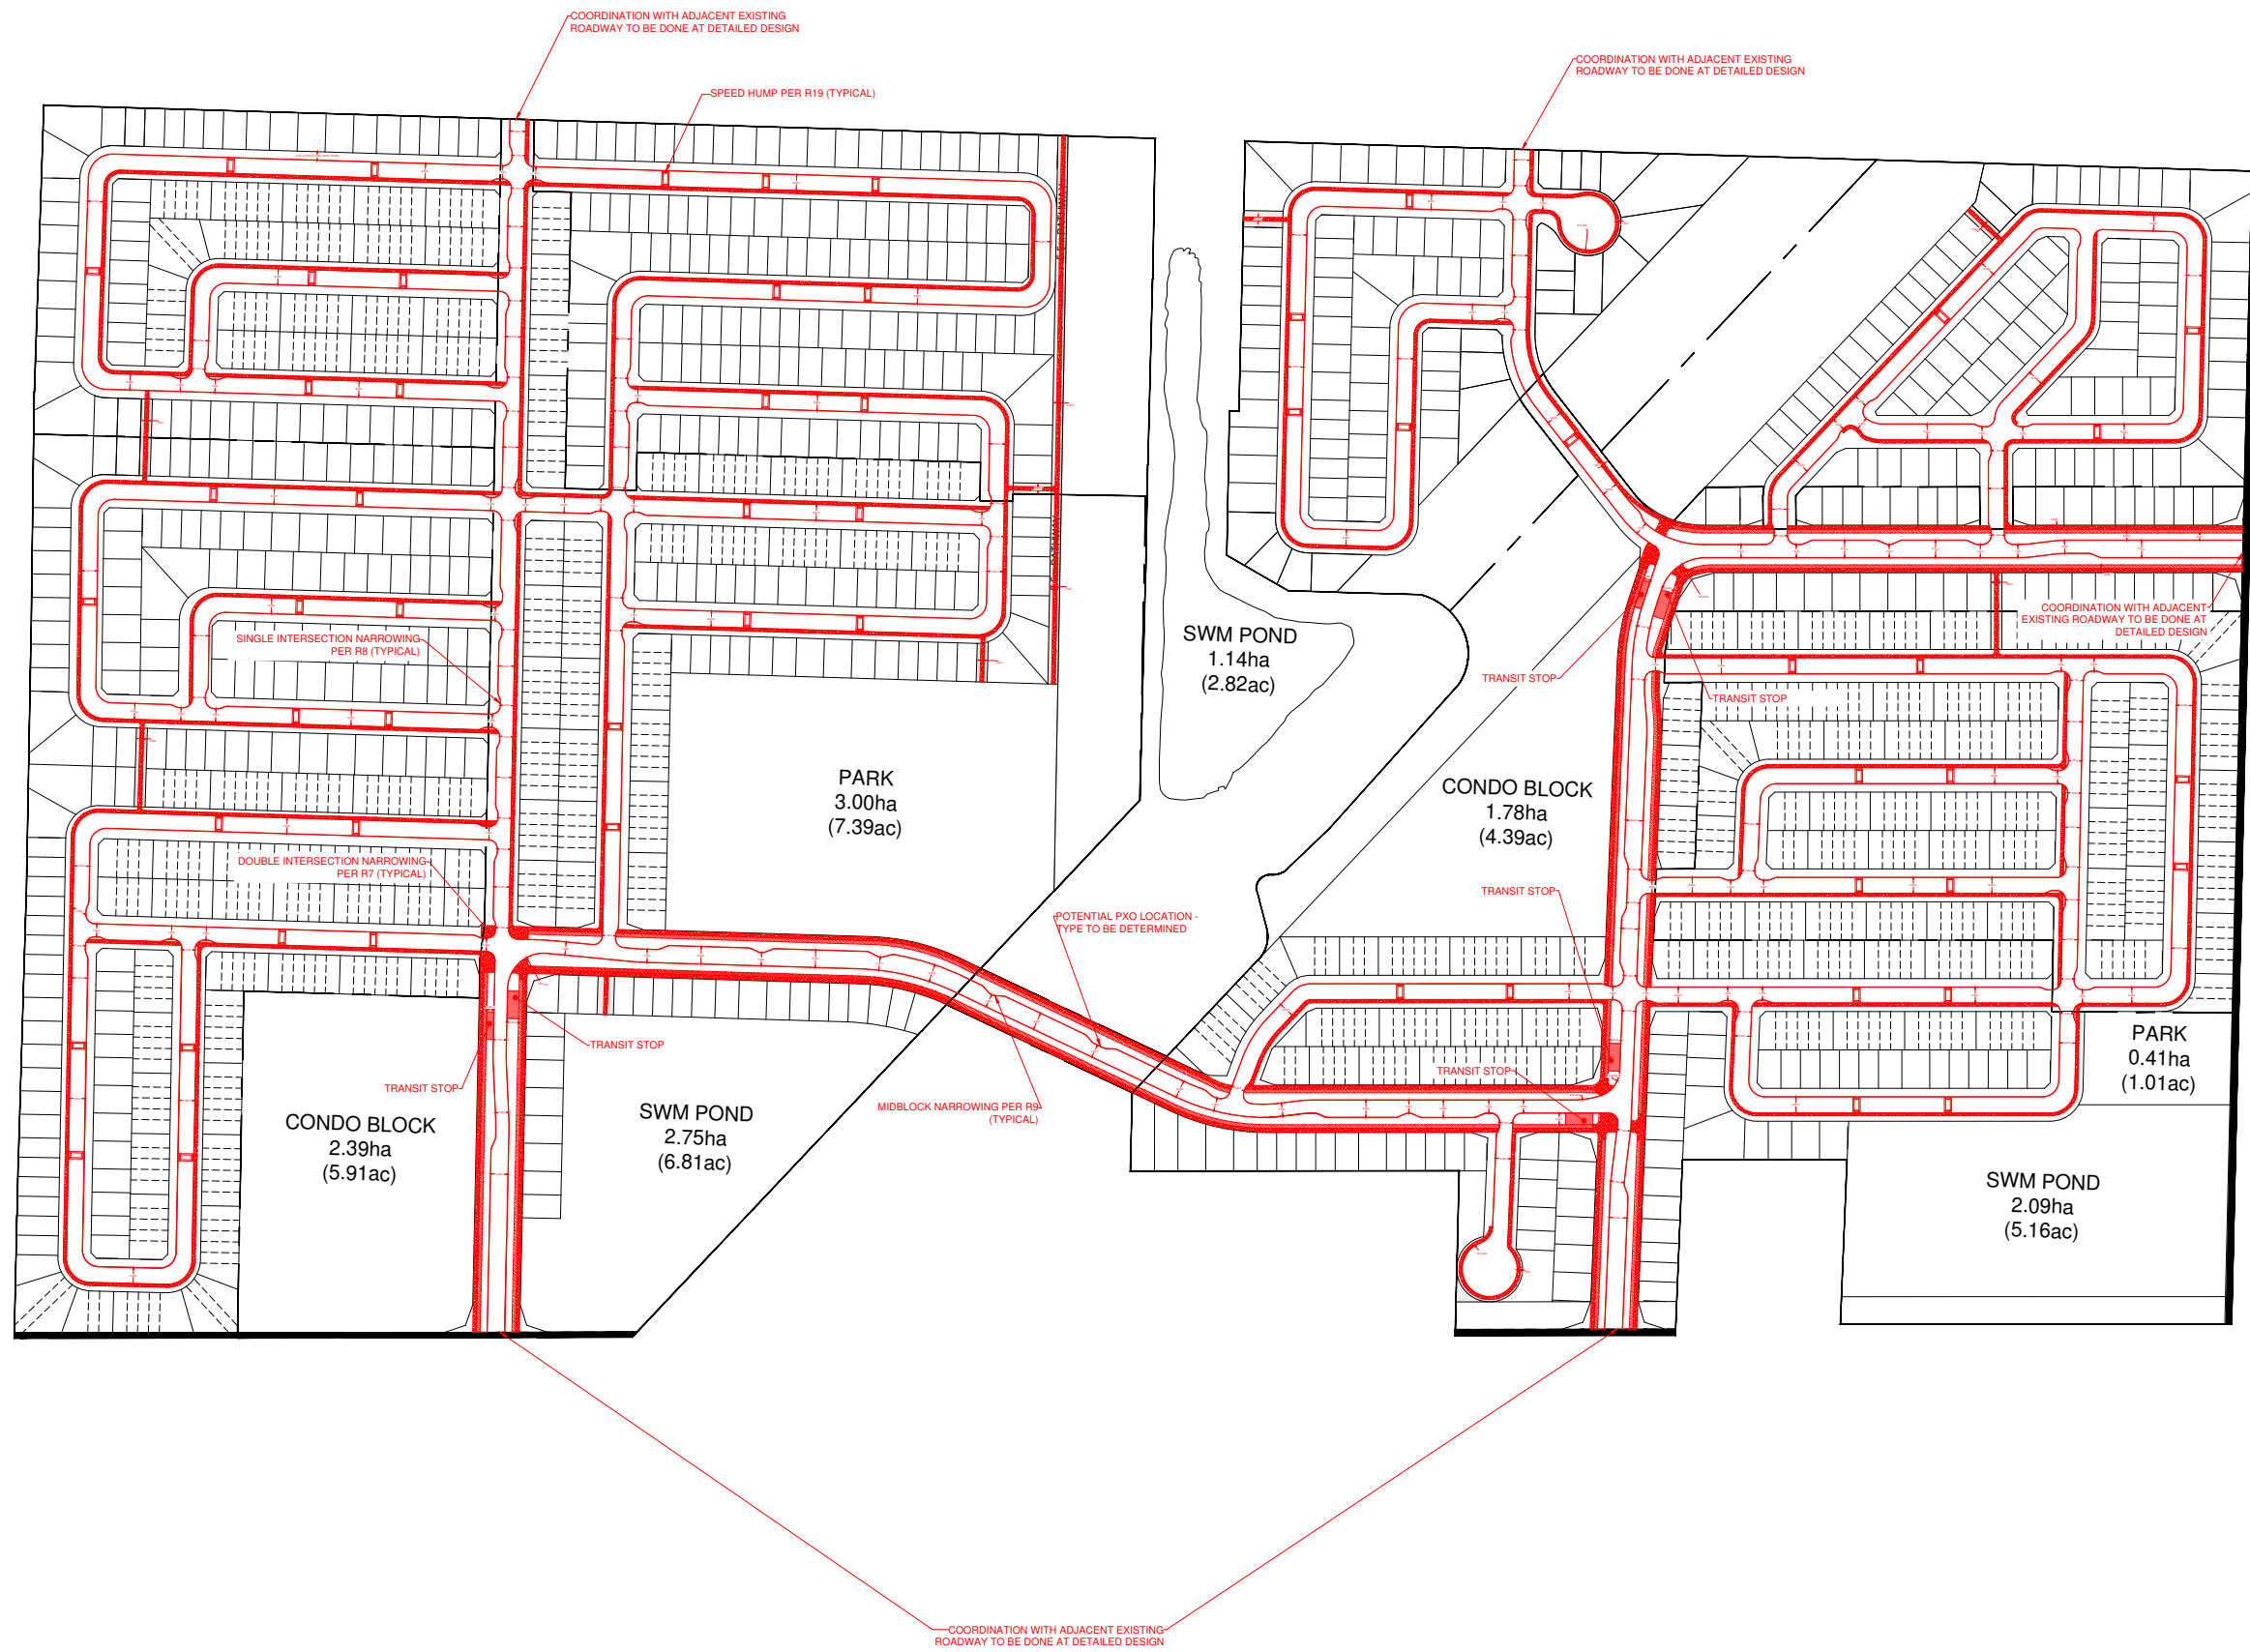 COORDINATION WITH ADJACENT EXISTING
ROADWAY TO BE DONE AT DETAILED DESIGN
COORDINATION WITH ADJACENT EXISTING
ROADWAY TO BE DONE AT DETAILED DESIGN
SPEED HUMP PER R19 (TYPICAL)
COORDINATION WITH ADJACENT
EXISTING ROADWAY TO BE DONE AT
DETAILED DESIGN
SINGLE INTERSECTION NARROWING
PER R8 (TYPICAL)
SWM POND
1.14ha
(2.82ac)
TRANSIT STOP
TRANSIT STOP
PARK
3.00ha
(7.39ac)
CONDO BLOCK
1.78ha
(4.39ac)
DOUBLE INTERSECTION NARROWING
PER R7 (TYPICAL)
TRANSIT STOP
POTENTIAL PXO LOCATION -
TYPE TO BE DETERMINED
TRANSIT STOP
PARK
0.41ha
(1.01ac)
TRANSIT STOP
TRANSIT STOP
MIDBLOCK NARROWING PER R9
(TYPICAL)
CONDO BLOCK
2.39ha
(5.91ac)
SWM POND
2.75ha
(6.81ac)
SWM POND
2.09ha
(5.16ac)
COORDINATION WITH ADJACENT EXISTING
ROADWAY TO BE DONE AT DETAILED DESIGN